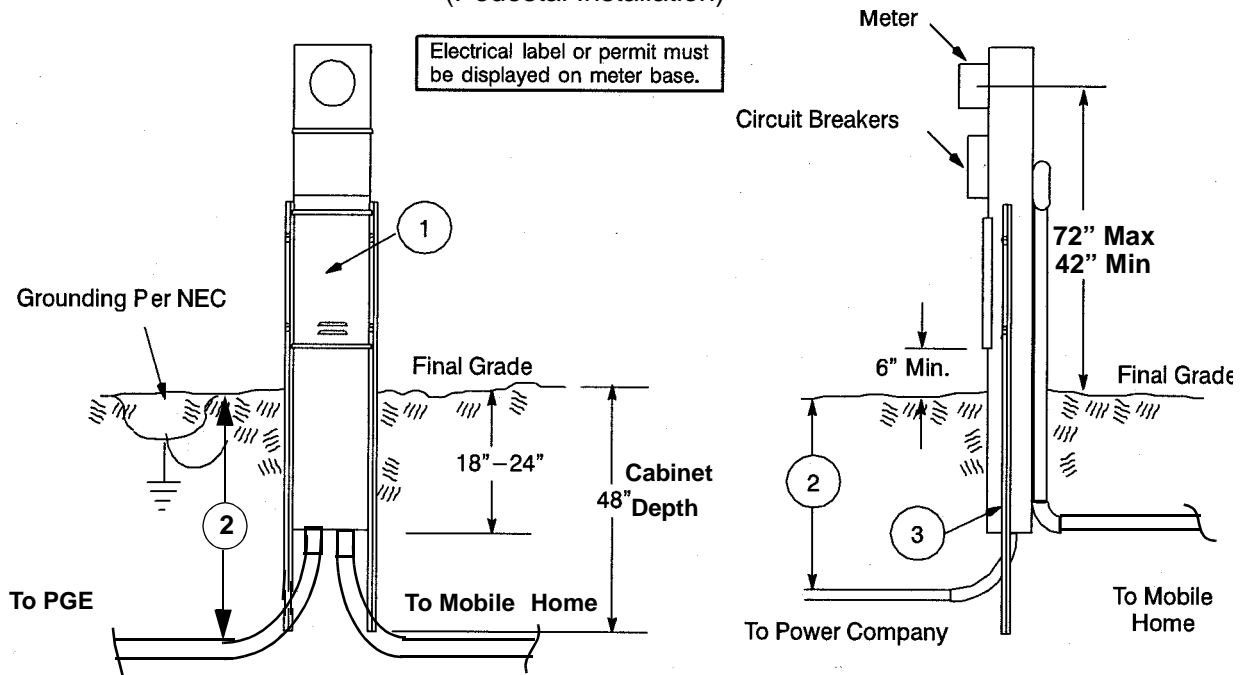 (Pedestal Installation)
Electrical label or permit must
be displayed on meter base.
Meter
Circuit Breakers
1
72” Max
42” Min
Grounding Per NEC
Final Grade
6” Min.
Final Grade
18”–24”
Cabinet
48” Depth
2
2
3
To PGE
To Mobile Home
To Power Company
To Mobile
Home